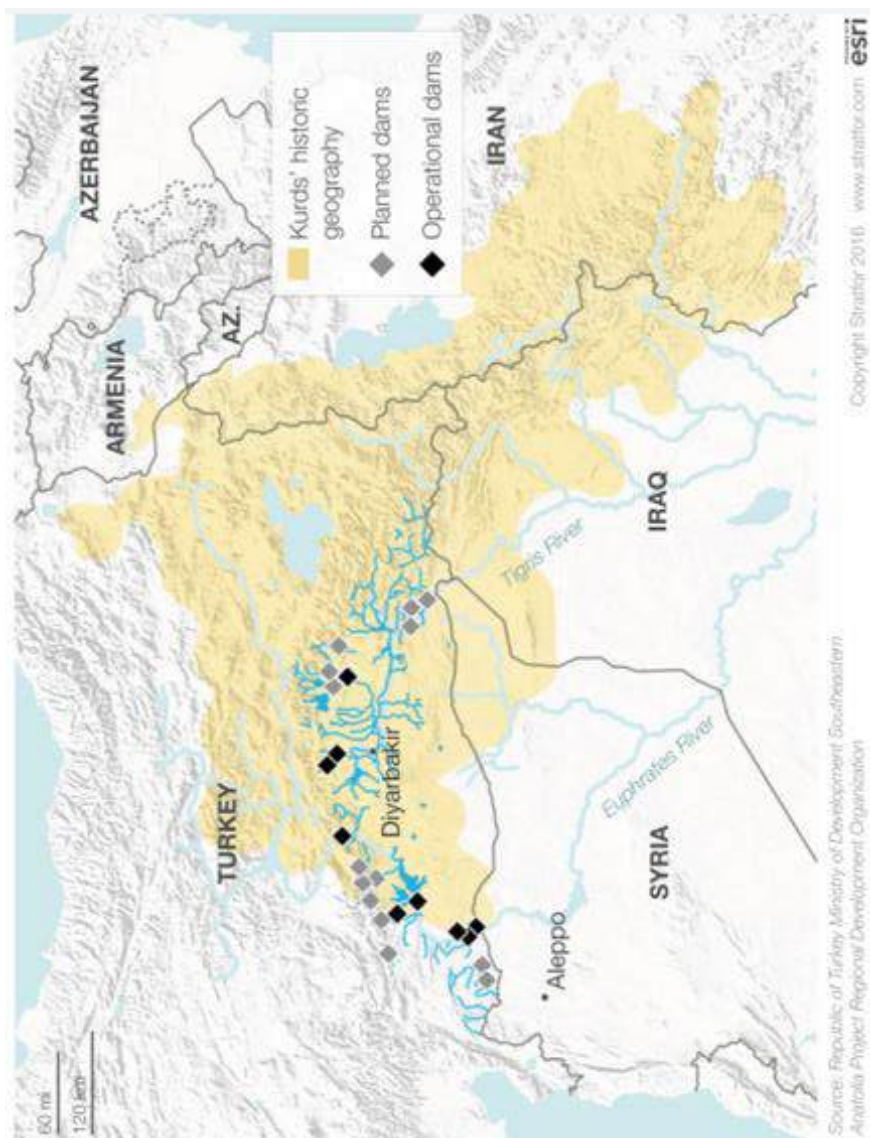 60 mi
120 km
AZERBAIJAN
ARMENIA
AZ.
Kurds' historic
geography
Planned dams
Operational dams
TURKEY
Diyarbakir
IRAN
Tigris River
IRAQ
Euphrates River
SYRIA
Aleppo
Source: Republic of Turkey Ministry of Development Southeastern
Anatolia Project Regional Development Organization
Copyright Stratfor 2016 www.stratfor.com
esri